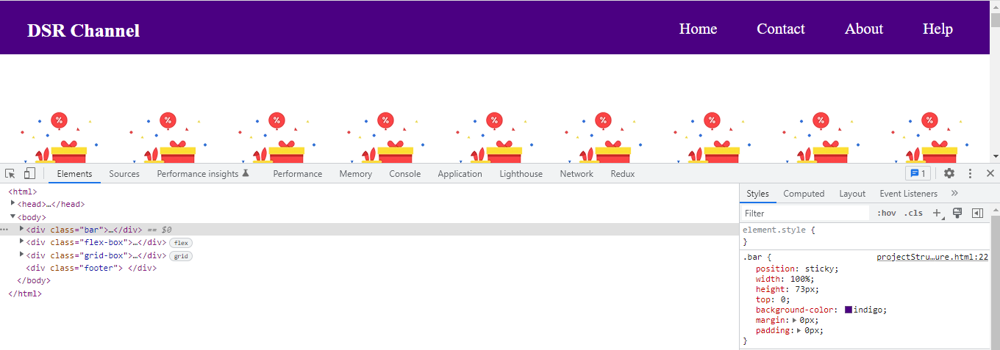 DSR Channel Home Contact About Help
% % % % % % % % %
Elements Sources Performance insights Performance Memory Console Application Lighthouse Network Redux 1
<html>
<head>…</head>
<body>
<div class="bar">…</div> == $0
<div class="flex-box">…</div> flex
<div class="grid-box">…</div> grid
<div class="footer"> </div>
</body>
</html>
Styles Computed Layout Event Listeners »
Filter :hov .cls +
element.style {
}
.bar { projectStru…ure.html:22
position: sticky;
width: 100%;
height: 73px;
top: 0;
background-color: indigo;
margin: 0px;
padding: 0px;
}